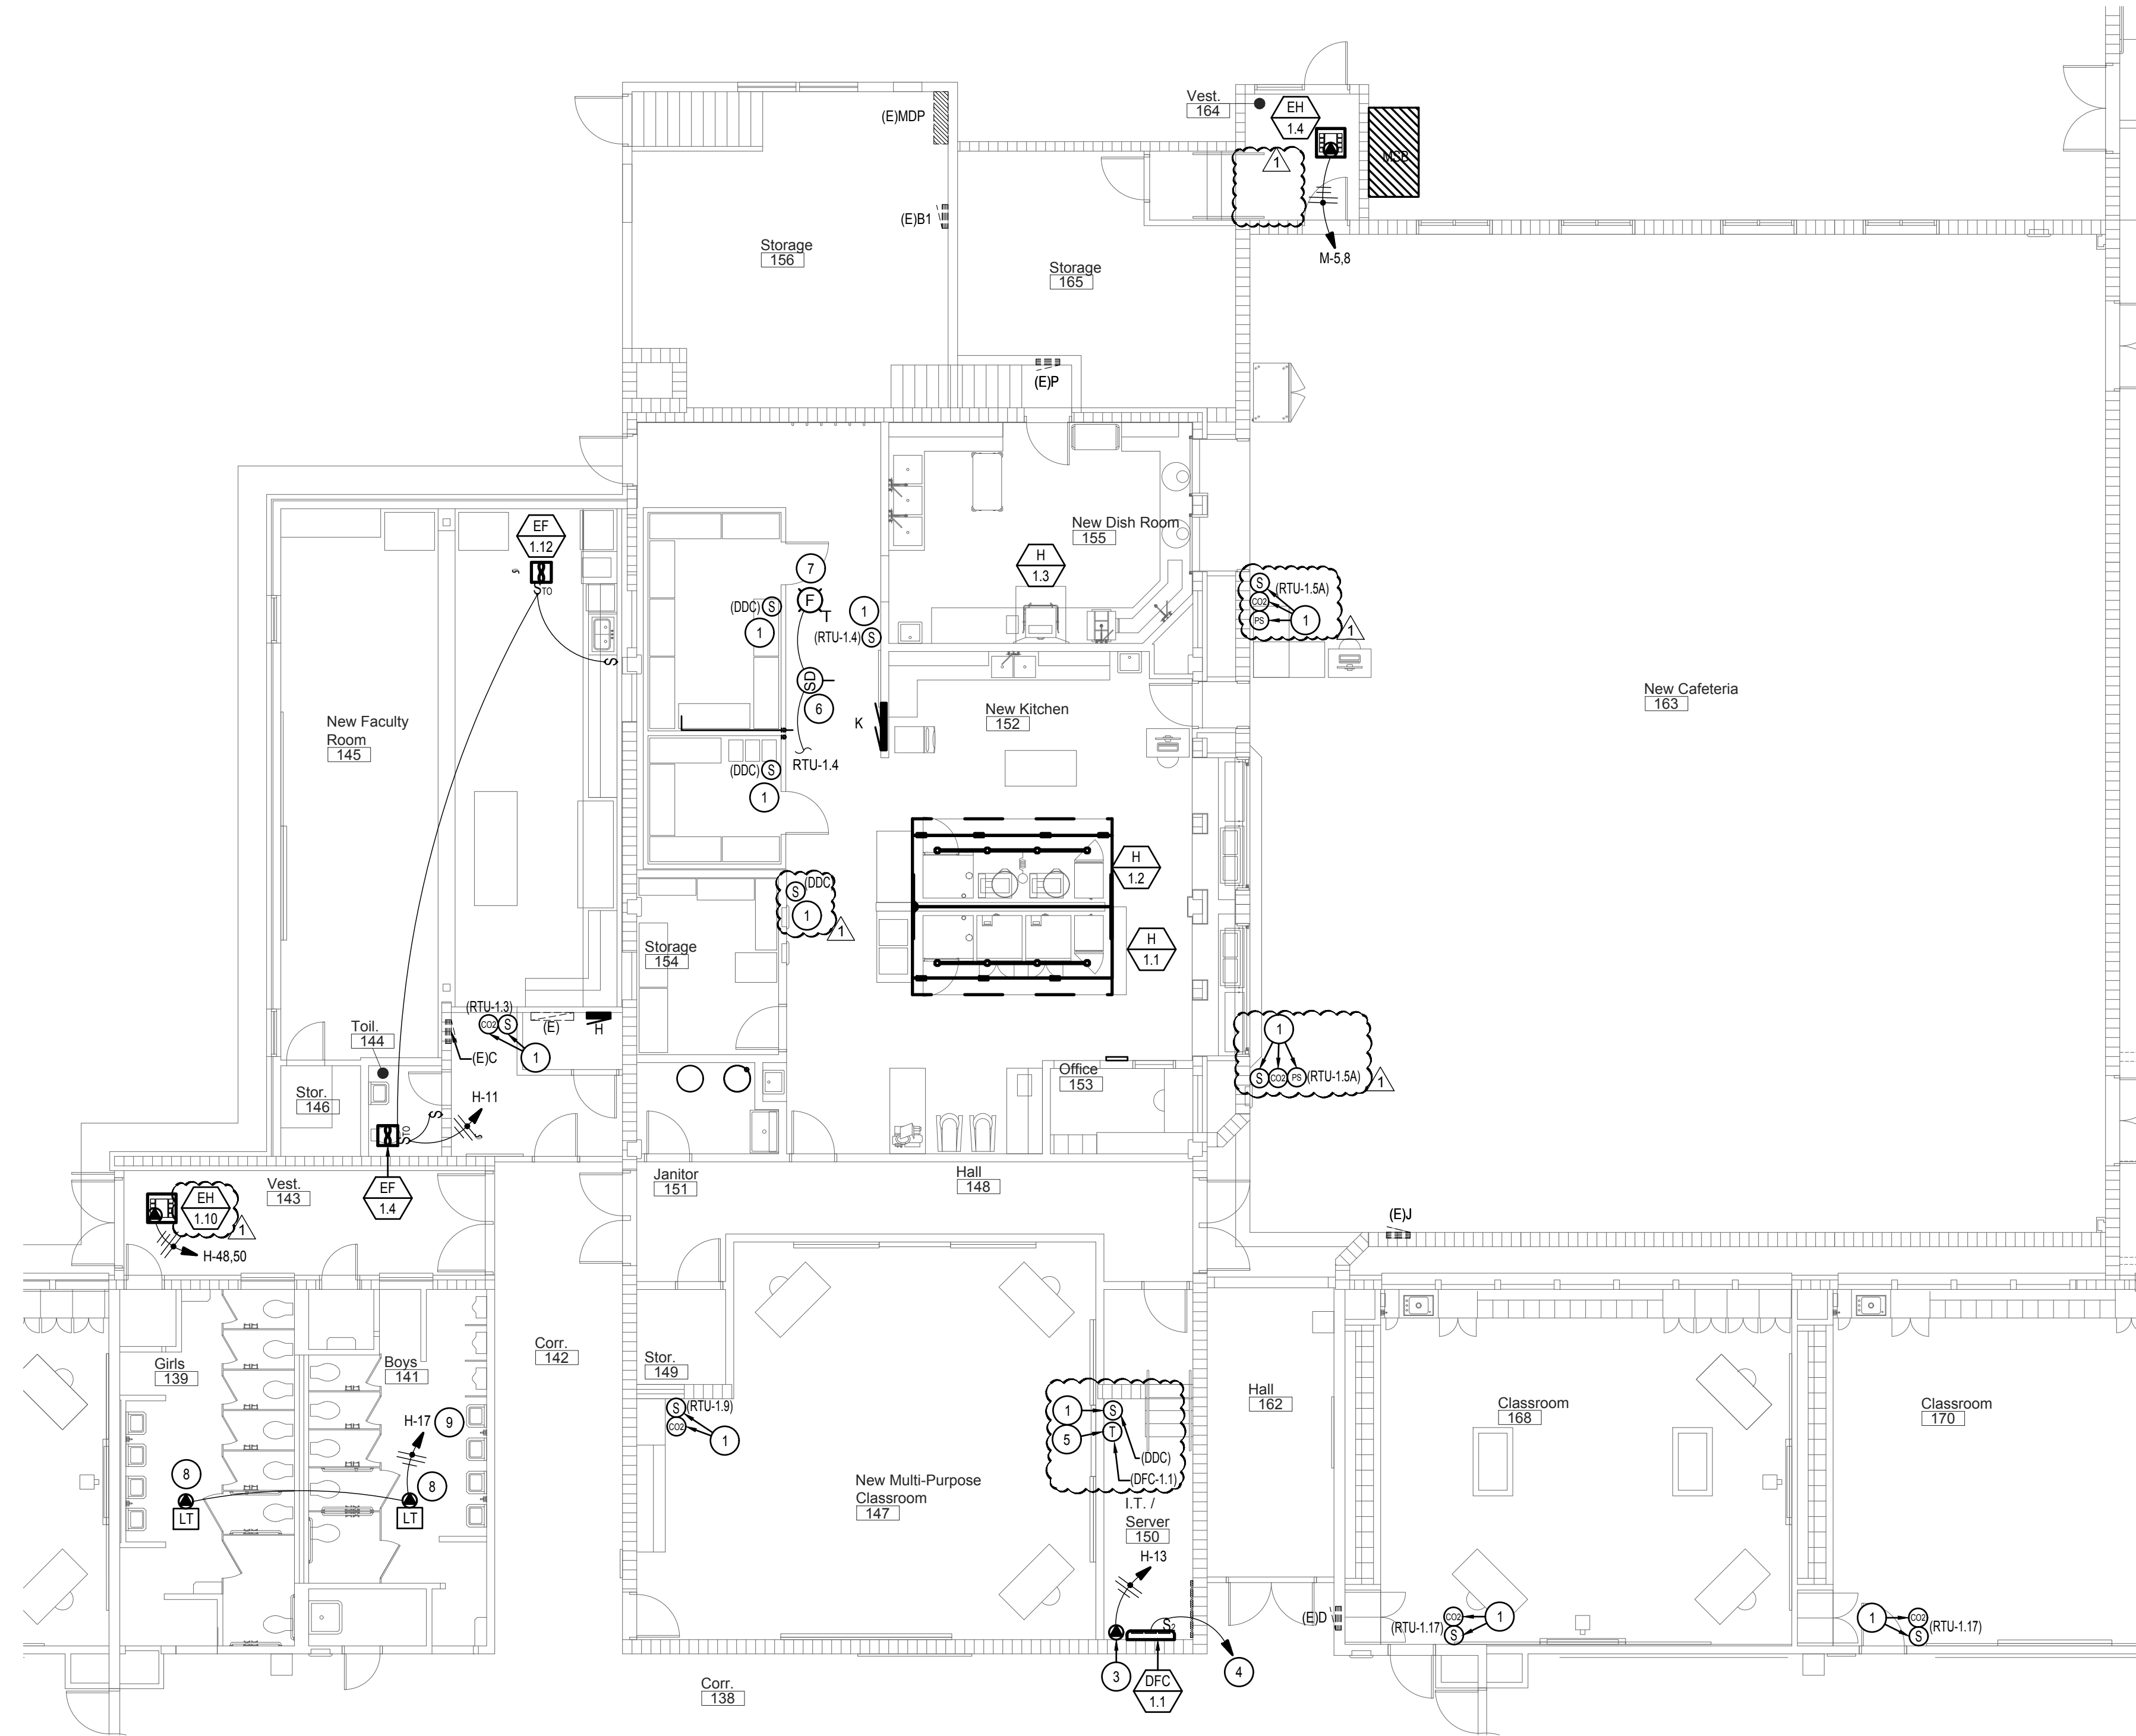 Vest.
164
EH
1.4
(E)MDP
MSB
1
(E)B1
M-5,8
Storage
156
Storage
165
(E)P
EF
1.12
S
TO
S
New Dish Room
155
H
1.3
7
F
T
(DDC) S
1
1
(RTU-1.4) S
S (RTU-1.5A)
CO2
PS
1
1
SD
6
New Faculty
Room
145
K
New Kitchen
152
New Cafeteria
163
RTU-1.4
(DDC) S
1
H
1.2
S (DDC)
1
1
H
1.1
Storage
154
(RTU-1.3)
CO2 S
(E)
H
1
(E)C
Toil.
144
1
S CO2 PS (RTU-1.5A)
1
Office
153
Stor.
146
H-11
S
S
TO
EF
1.4
Vest.
143
EH
1.10
1
H-48,50
Janitor
151
Hall
148
(E)J
Girls
139
Boys
141
Corr.
142
Stor.
149
Hall
162
Classroom
168
Classroom
170
H-17 9
S (RTU-1.9)
CO2
1
1 S
5 T
(DDC)
(DFC-1.1)
8
8
LT
LT
New Multi-Purpose
Classroom
147
I.T. /
Server
150
H-13
S2
(E)D
CO2 1
(RTU-1.17)
S
1 CO2
(RTU-1.17)
S
3
DFC
1.1
4
Corr.
138